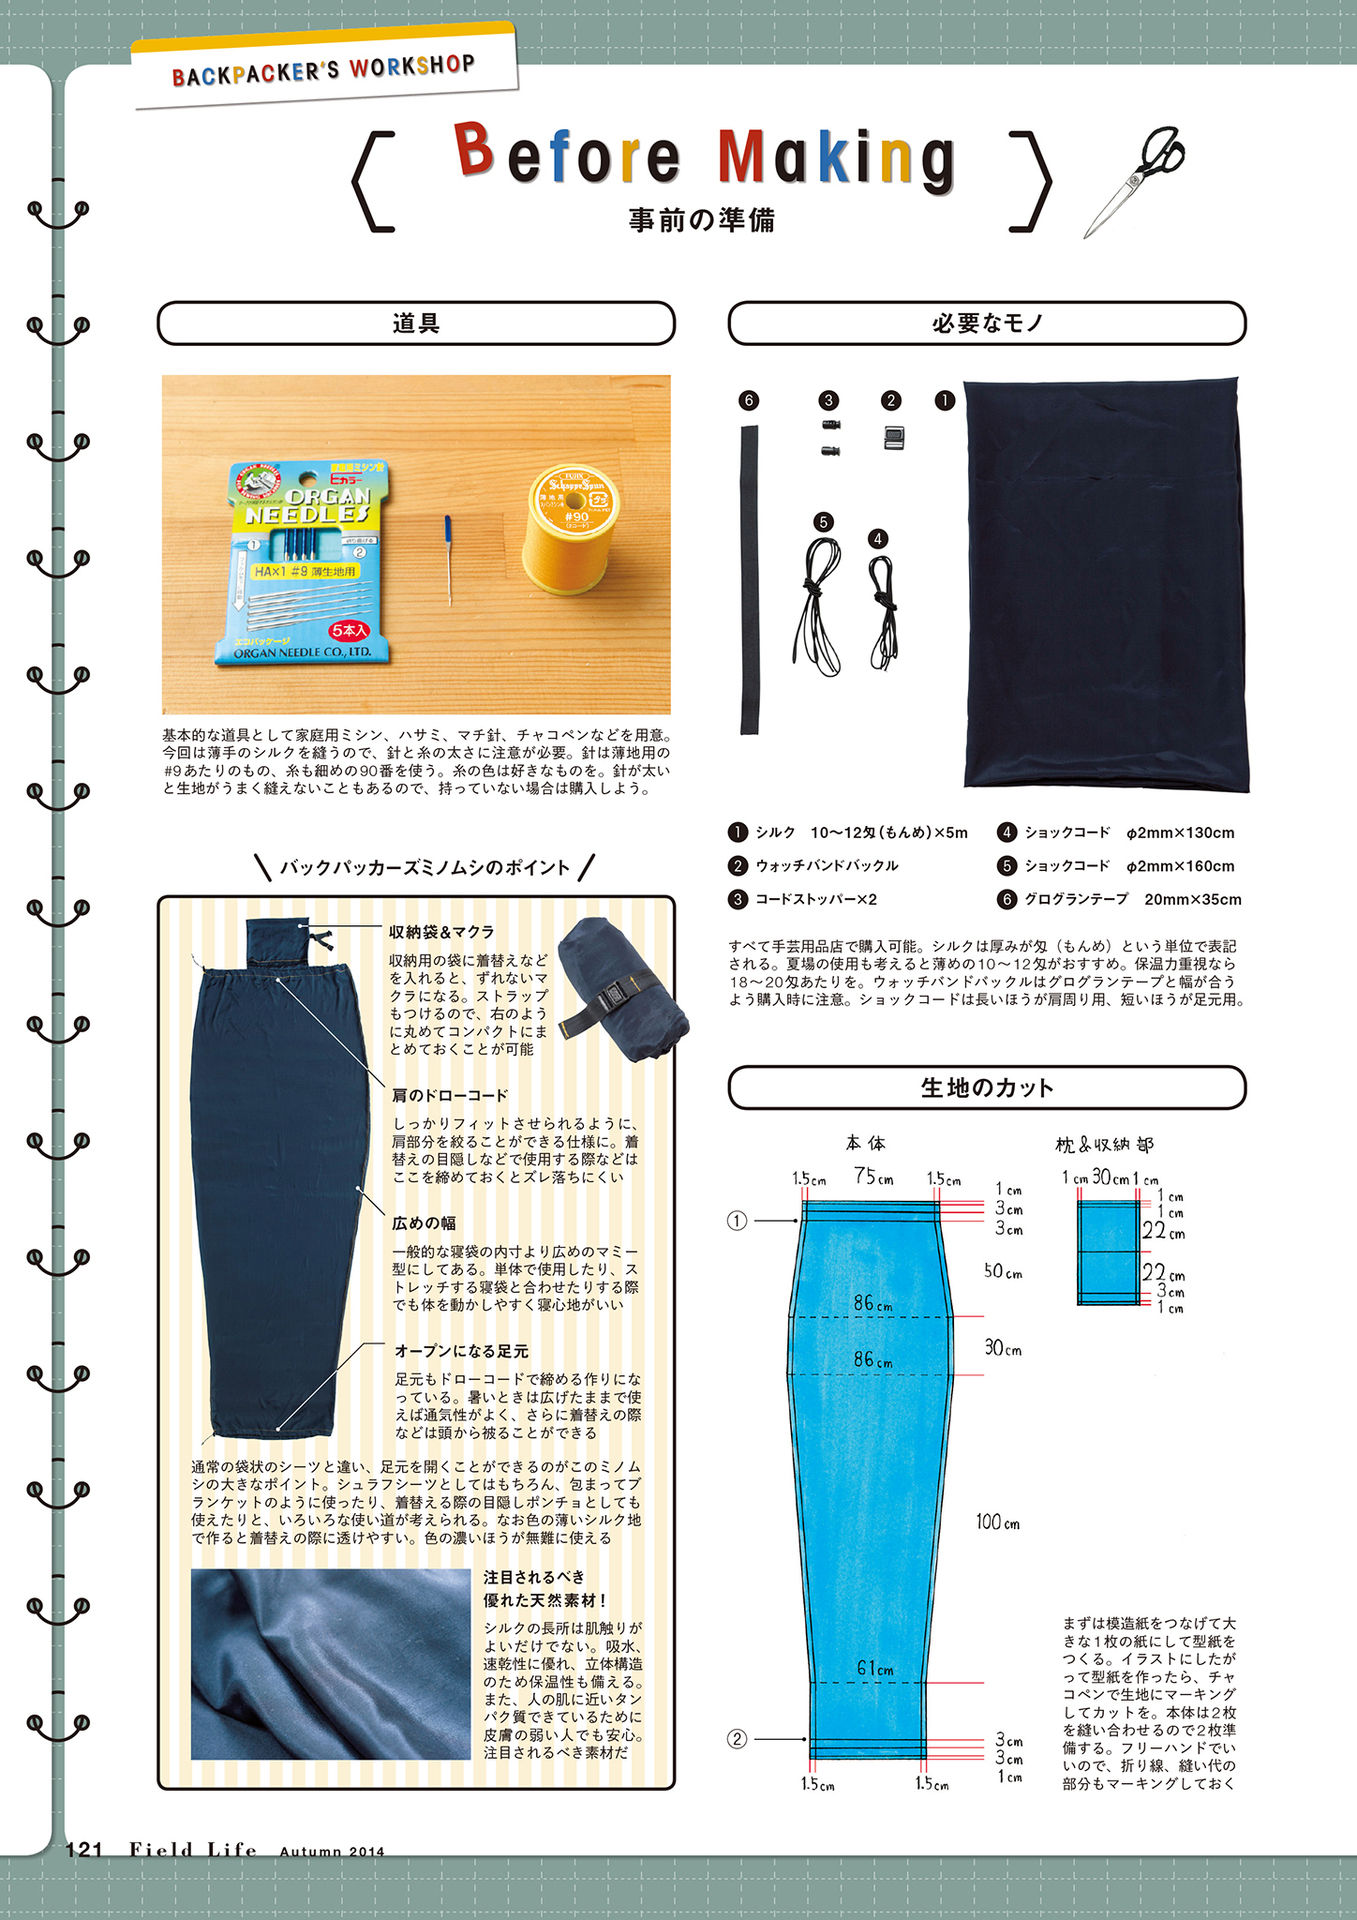 BACKPACKER'S WORKSHOP
Before Making
事前の準備
道具
家庭用ミシン針
ヒカラー
ORGAN
NEEDLES
①
②
HA×1 #9 薄生地用
エコパッケージ
5本入
ORGAN NEEDLE CO., LTD.
FUJIX
Schappe Spun
薄地用
#90
基本的な道具として家庭用ミシン、ハサミ、マチ針、チャコペンなどを用意。
今回は薄手のシルクを縫うので、針と糸の太さに注意が必要。針は薄地用の
#9あたりのもの、糸も細めの90番を使う。糸の色は好きなものを。針が太い
と生地がうまく縫えないこともあるので、持っていない場合は購入しよう。
バックパッカーズミノムシのポイント
収納袋&マクラ
収納用の袋に着替えなど
を入れると、ずれないマ
クラになる。ストラップ
もつけるので、右のよう
に丸めてコンパクトにま
とめておくことが可能
肩のドローコード
しっかりフィットさせられるように、
肩部分を絞ることができる仕様に。着
替えの目隠しなどで使用する際などは
ここを締めておくとズレ落ちにくい
広めの幅
一般的な寝袋の内寸より広めのマミー
型にしてある。単体で使用したり、ス
トレッチする寝袋と合わせたりする際
でも体を動かしやすく寝心地がいい
オープンになる足元
足元もドローコードで締める作りにな
っている。暑いときは広げたままで使
えば通気性がよく、さらに着替えの際
などは頭から被ることができる
通常の袋状のシーツと違い、足元を開くことができるのがこのミノム
シの大きなポイント。シュラフシーツとしてはもちろん、包まってブ
ランケットのように使ったり、着替える際の目隠しポンチョとしても
使えたりと、いろいろな使い道が考えられる。なお色の薄いシルク地
で作ると着替えの際に透けやすい。色の濃いほうが無難に使える
注目されるべき
優れた天然素材！
シルクの長所は肌触りが
よいだけでない。吸水、
速乾性に優れ、立体構造
のため保温性も備える。
また、人の肌に近いタン
パク質できているために
皮膚の弱い人でも安心。
注目されるべき素材だ
必要なモノ
❻ ❸ ❷ ❶
❺ ❹
❶ シルク　10〜12匁（もんめ）×5m
❷ ウォッチバンドバックル
❸ コードストッパー×2
❹ ショックコード　φ2mm×130cm
❺ ショックコード　φ2mm×160cm
❻ グログランテープ　20mm×35cm
すべて手芸用品店で購入可能。シルクは厚みが匁（もんめ）という単位で表記
される。夏場の使用も考えると薄めの10〜12匁がおすすめ。保温力重視なら
18〜20匁あたりを。ウォッチバンドバックルはグログランテープと幅が合う
よう購入時に注意。ショックコードは長いほうが肩周り用、短いほうが足元用。
生地のカット
本体
1.5cm 75cm 1.5cm
1cm
3cm
3cm
①
50cm
86cm
30cm
86cm
100cm
61cm
②
3cm
3cm
1cm
1.5cm 1.5cm
枕&収納部
1cm 30cm 1cm
1cm
1cm
22cm
22cm
3cm
1cm
まずは模造紙をつなげて大
きな1枚の紙にして型紙を
つくる。イラストにしたが
って型紙を作ったら、チャ
コペンで生地にマーキング
してカットを。本体は2枚
を縫い合わせるので2枚準
備する。フリーハンドでい
いので、折り線、縫い代の
部分もマーキングしておく
121 Field Life Autumn 2014